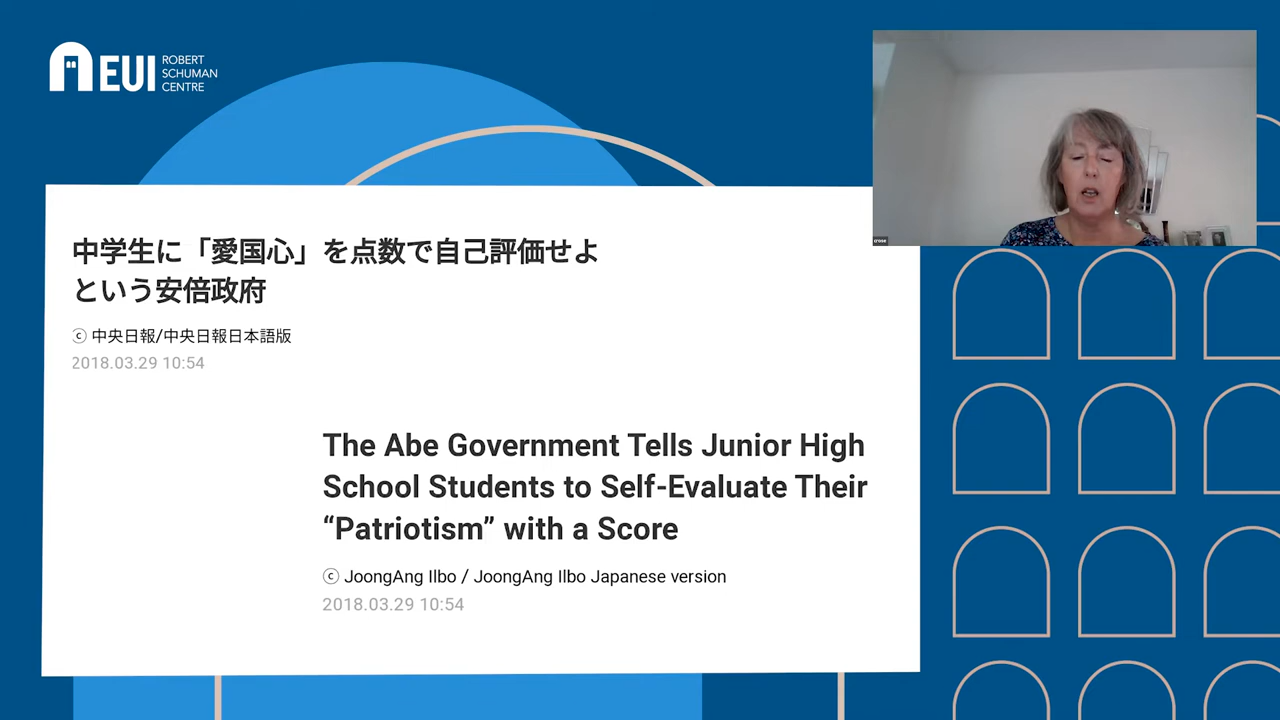 EUI
ROBERT
SCHUMAN
CENTRE
中学生に「愛国心」を点数で自己評価せよ
という安倍政府
ⓒ 中央日報/中央日報日本語版
2018.03.29 10:54
The Abe Government Tells Junior High
School Students to Self-Evaluate Their
“Patriotism” with a Score
ⓒ JoongAng Ilbo / JoongAng Ilbo Japanese version
2018.03.29 10:54